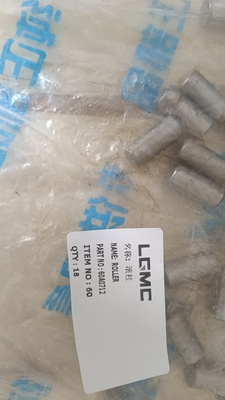 LGMC
名称: 滚柱
NAME: ROLLER
PART NO: 60A0712
ITEM NO: 60
QTY: 18